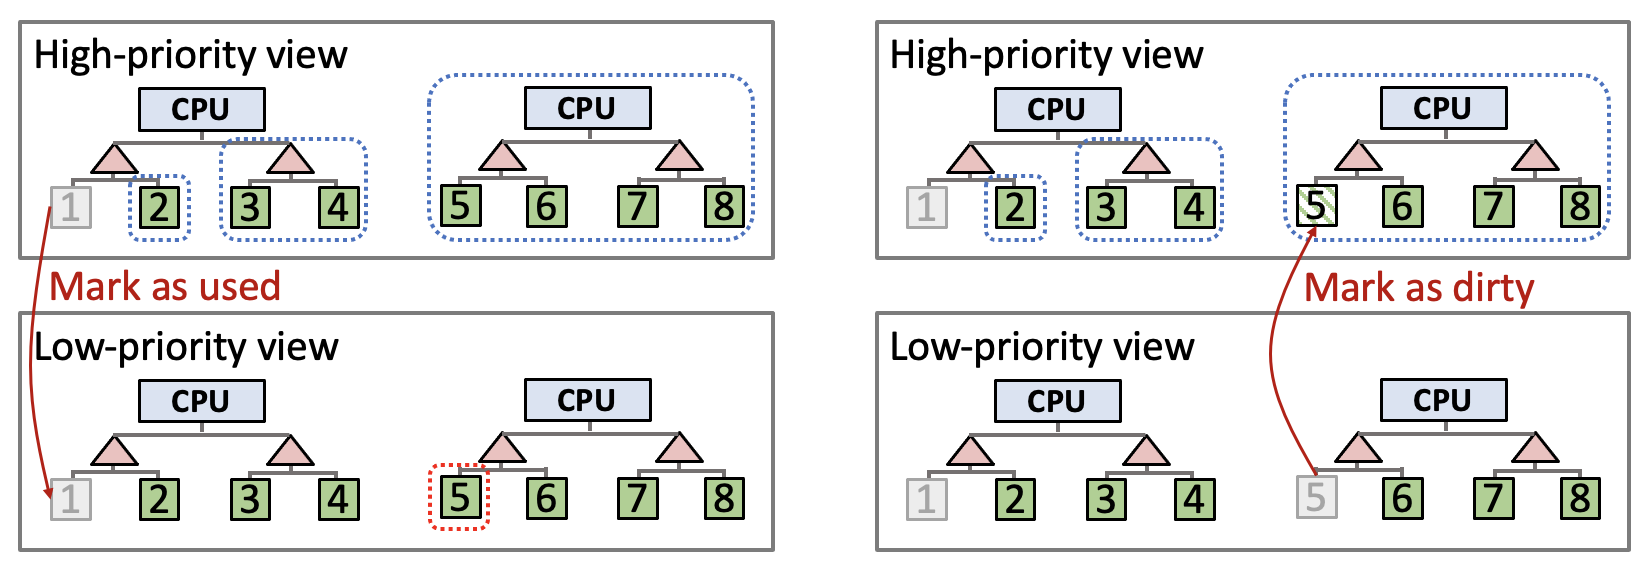 High-priority view
CPU
CPU
1 2 3 4 5 6 7 8
Mark as used
Low-priority view
CPU
CPU
1 2 3 4 5 6 7 8
High-priority view
CPU
CPU
1 2 3 4 5 6 7 8
Mark as dirty
Low-priority view
CPU
CPU
1 2 3 4 5 6 7 8